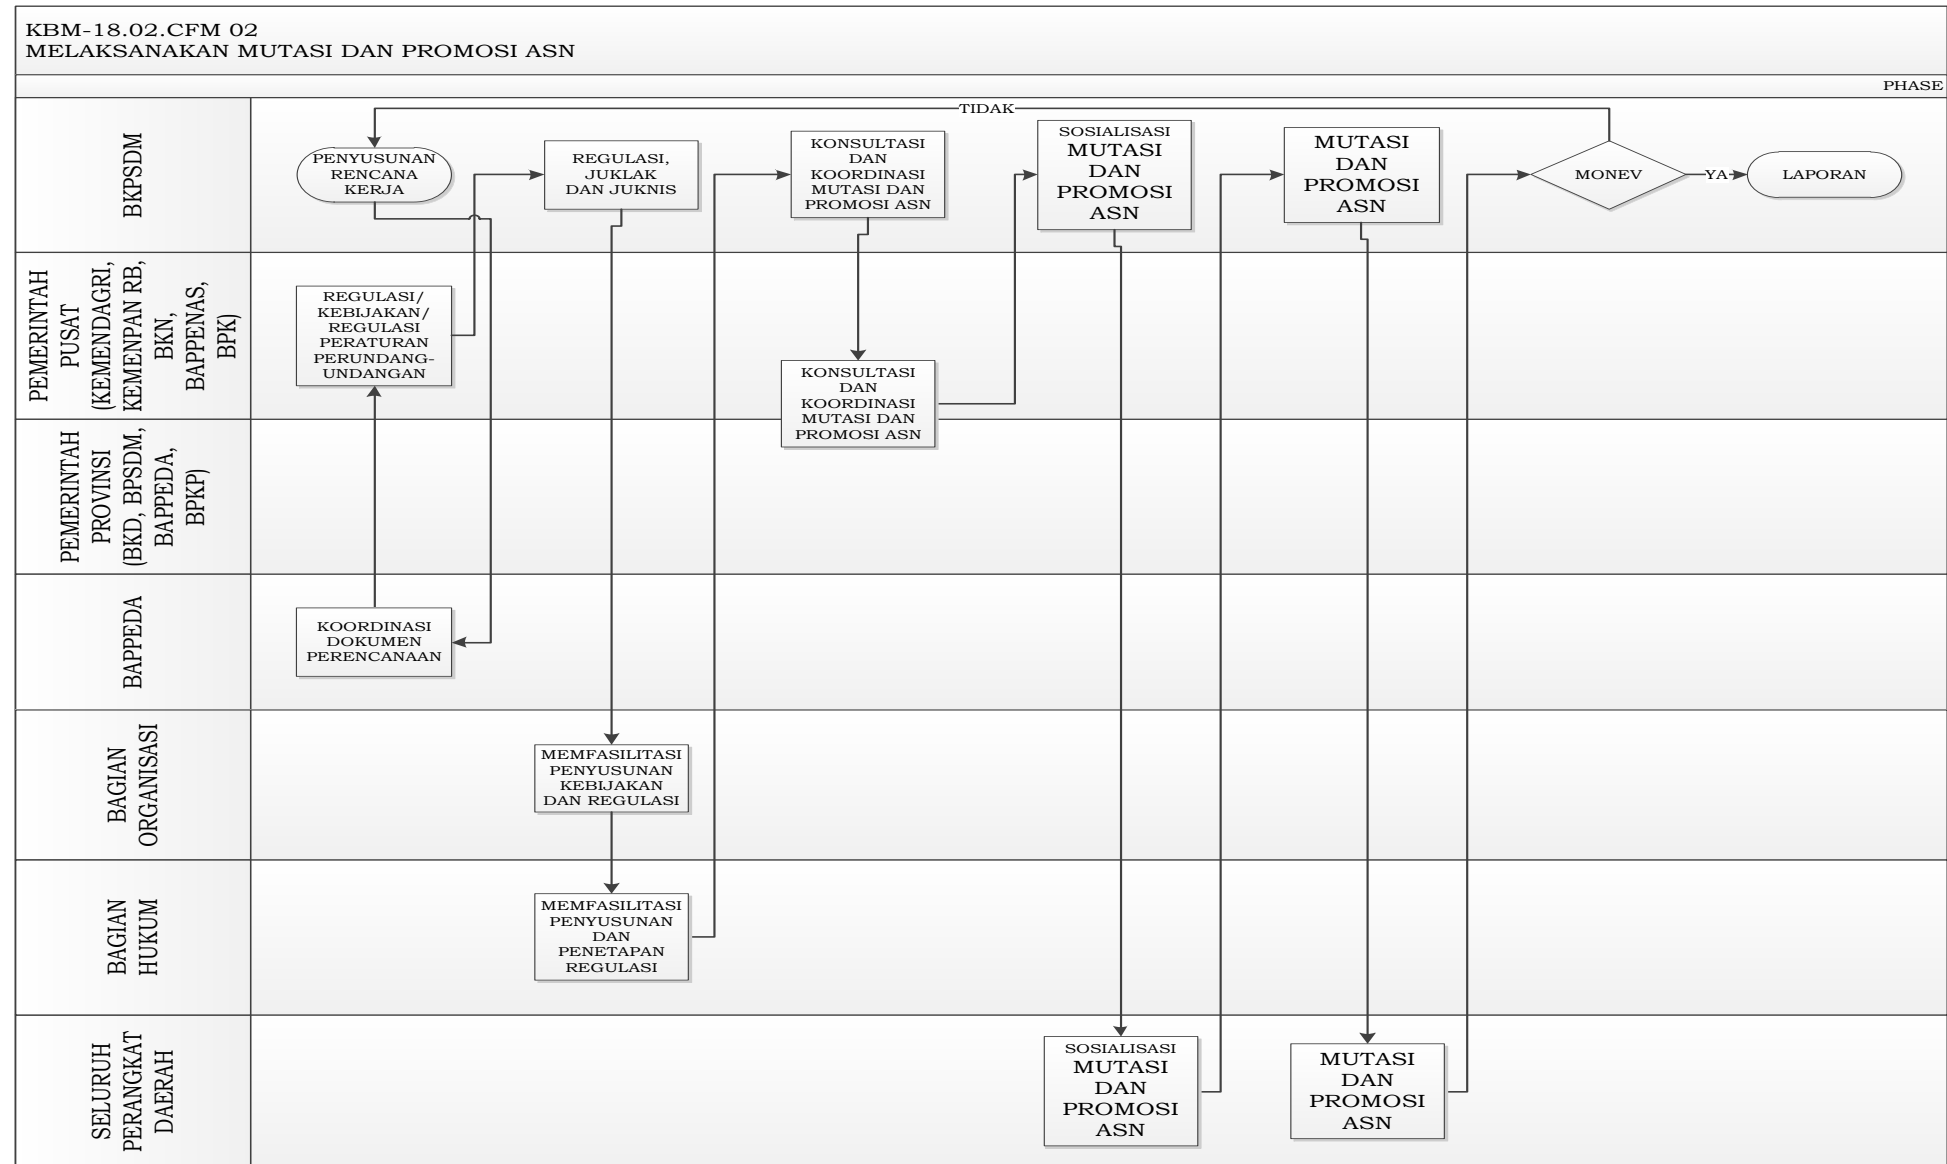 KBM-18.02.CFM 02
MELAKSANAKAN MUTASI DAN PROMOSI ASN
PHASE
BKPSDM
TIDAK
PENYUSUNAN
RENCANA
KERJA
REGULASI,
JUKLAK
DAN JUKNIS
KONSULTASI
DAN
KOORDINASI
MUTASI DAN
PROMOSI ASN
SOSIALISASI
MUTASI
DAN
PROMOSI
ASN
MUTASI
DAN
PROMOSI
ASN
MONEV
YA
LAPORAN
PEMERINTAH
PUSAT
(KEMENDAGRI,
KEMENPAN RB,
BKN,
BAPPENAS,
BPK)
REGULASI/
KEBIJAKAN/
REGULASI
PERATURAN
PERUNDANG-
UNDANGAN
KONSULTASI
DAN
KOORDINASI
MUTASI DAN
PROMOSI ASN
PEMERINTAH
PROVINSI
(BKD, BPSDM,
BAPPEDA,
BPKP)
BAPPEDA
KOORDINASI
DOKUMEN
PERENCANAAN
BAGIAN
ORGANISASI
MEMFASILITASI
PENYUSUNAN
KEBIJAKAN
DAN REGULASI
BAGIAN
HUKUM
MEMFASILITASI
PENYUSUNAN
DAN
PENETAPAN
REGULASI
SELURUH
PERANGKAT
DAERAH
SOSIALISASI
MUTASI
DAN
PROMOSI
ASN
MUTASI
DAN
PROMOSI
ASN